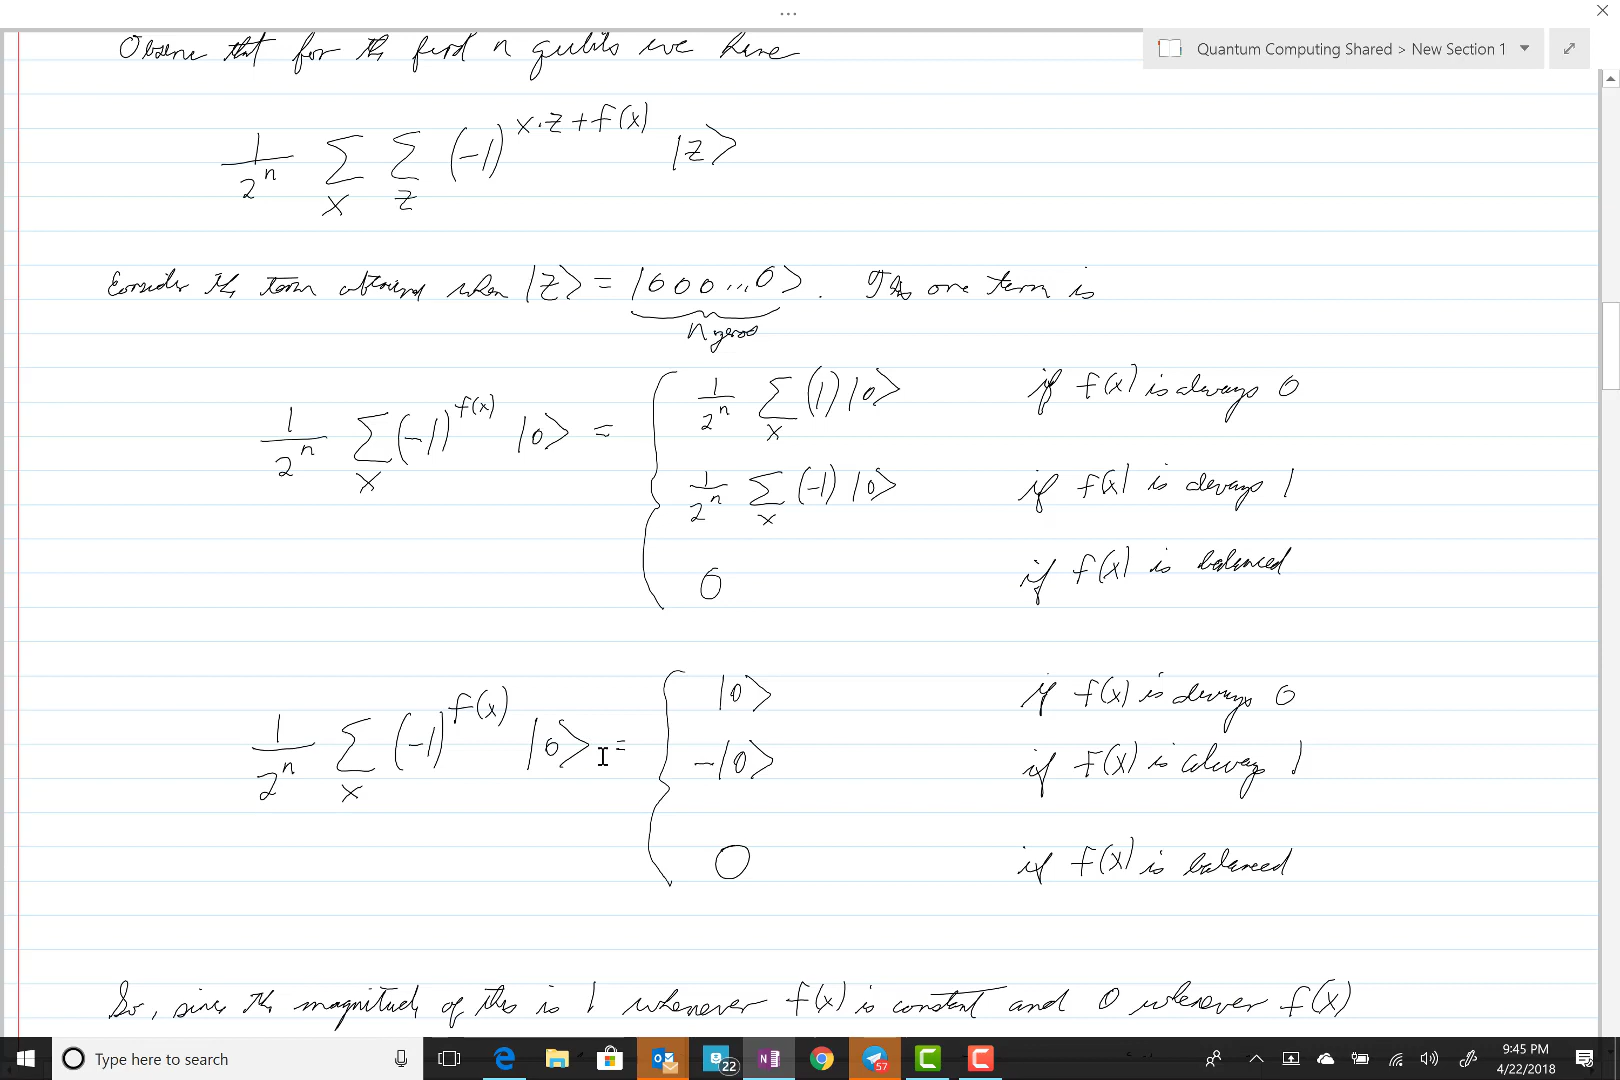 ...
Quantum Computing Shared > New Section 1
Observe that for the first n qubits we have
1/2^n Σ_x Σ_z (-1)^{x·z+f(x)} |z>
Consider the term obtained when |z> = |000...0>. This one term is
n zeros
1/2^n Σ_x (-1)^{f(x)} |0> = {
1/2^n Σ_x (1) |0> if f(x) is always 0
1/2^n Σ_x (-1) |0> if f(x) is always 1
0 if f(x) is balanced
1/2^n Σ_x (-1)^{f(x)} |0> = {
|0> if f(x) is always 0
-|0> if f(x) is always 1
0 if f(x) is balanced
So, since the magnitude of this is 1 whenever f(x) is constant and 0 whenever f(x)
Type here to search
22
57
9:45 PM
4/22/2018